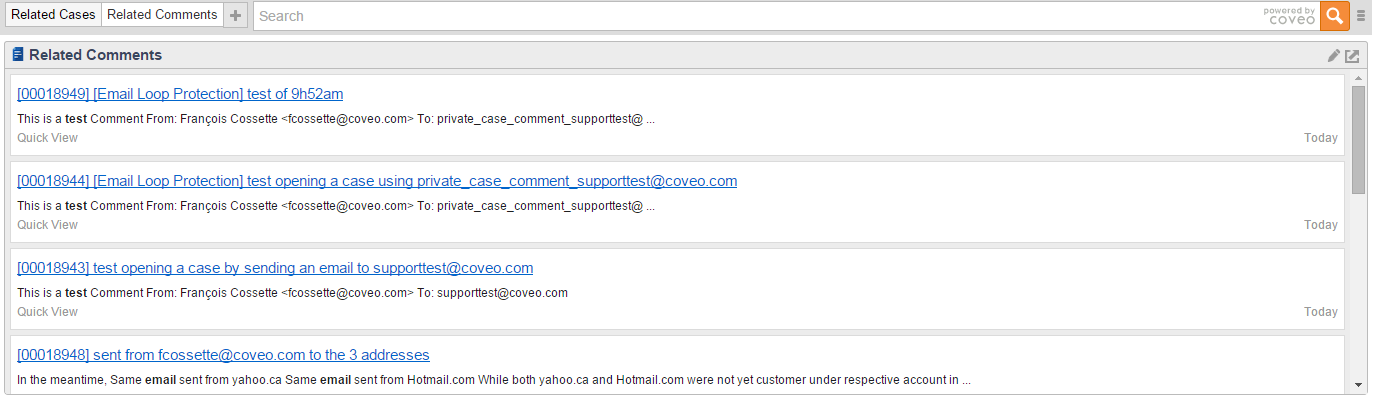 Related Cases Related Comments + Search powered by coveo
Related Comments
[00018949] [Email Loop Protection] test of 9h52am
This is a test Comment From: François Cossette <fcossette@coveo.com> To: private_case_comment_supporttest@ ...
Quick View Today
[00018944] [Email Loop Protection] test opening a case using private_case_comment_supporttest@coveo.com
This is a test Comment From: François Cossette <fcossette@coveo.com> To: private_case_comment_supporttest@ ...
Quick View Today
[00018943] test opening a case by sending an email to supporttest@coveo.com
This is a test Comment From: François Cossette <fcossette@coveo.com> To: supporttest@coveo.com
Quick View Today
[00018948] sent from fcossette@coveo.com to the 3 addresses
In the meantime, Same email sent from yahoo.ca Same email sent from Hotmail.com While both yahoo.ca and Hotmail.com were not yet customer under respective account in ...